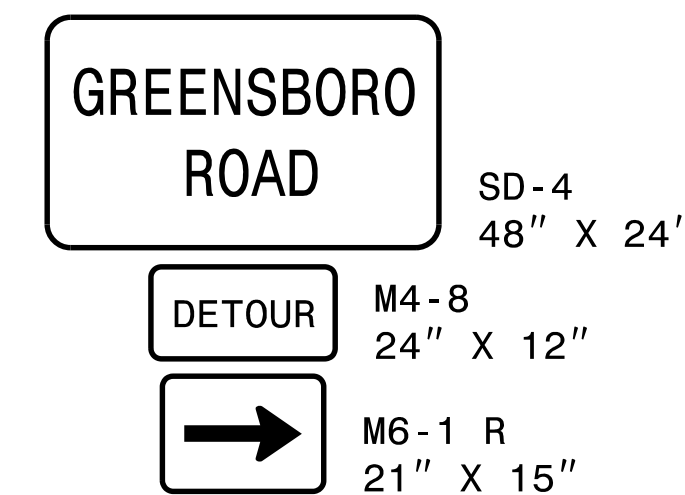 GREENSBORO
ROAD
SD-4
48" X 24'
DETOUR
M4-8
24" X 12"
M6-1 R
21" X 15"